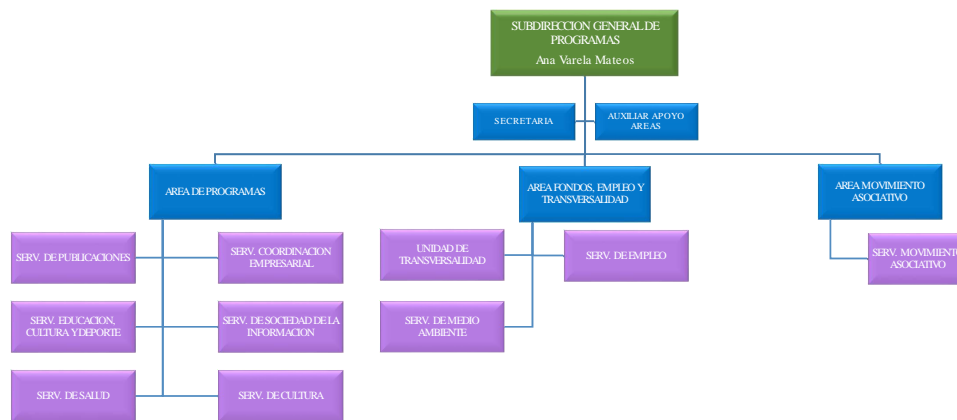 SUBDIRECCION GENERAL DE
PROGRAMAS
Ana Varela Mateos
SECRETARIA
AUXILIAR APOYO
AREAS
AREA DE PROGRAMAS
AREA FONDOS, EMPLEO Y
TRANSVERSALIDAD
AREA MOVIMIENTO
ASOCIATIVO
SERV. DE PUBLICACIONES
SERV. COORDINACION
EMPRESARIAL
UNIDAD DE
TRANSVERSALIDAD
SERV. DE EMPLEO
SERV. MOVIMIENTO
ASOCIATIVO
SERV. EDUCACION,
CULTURA Y DEPORTE
SERV. DE SOCIEDAD DE LA
INFORMACION
SERV. DE MEDIO
AMBIENTE
SERV. DE SALUD
SERV. DE CULTURA